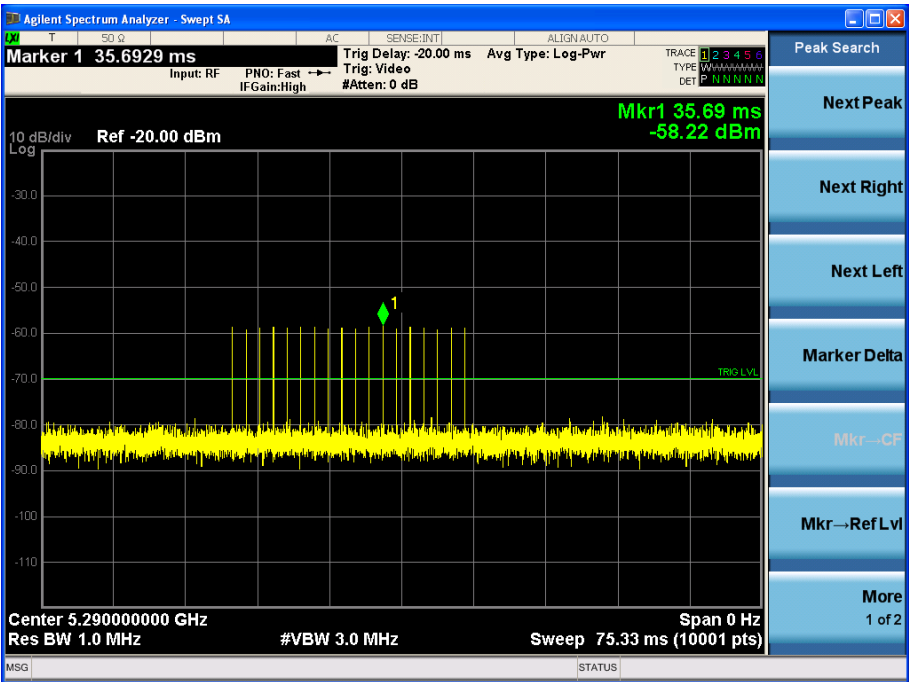 Agilent Spectrum Analyzer - Swept SA
LXI T 50 Ω AC SENSE:INT ALIGN AUTO
Marker 1 35.6929 ms
Input: RF
PNO: Fast
IFGain:High
Trig Delay: -20.00 ms
Trig: Video
#Atten: 0 dB
Avg Type: Log-Pwr
TRACE 1 2 3 4 5 6
TYPE WWWWWWW
DET P N N N N N
Mkr1 35.69 ms
-58.22 dBm
10 dB/div Ref -20.00 dBm
Log
-30.0
-40.0
-50.0
1
-60.0
-70.0
TRIG LVL
-80.0
-90.0
-100
-110
Center 5.290000000 GHz Span 0 Hz
Res BW 1.0 MHz #VBW 3.0 MHz Sweep 75.33 ms (10001 pts)
MSG STATUS
Peak Search
Next Peak
Next Right
Next Left
Marker Delta
Mkr→CF
Mkr→Ref Lvl
More
1 of 2